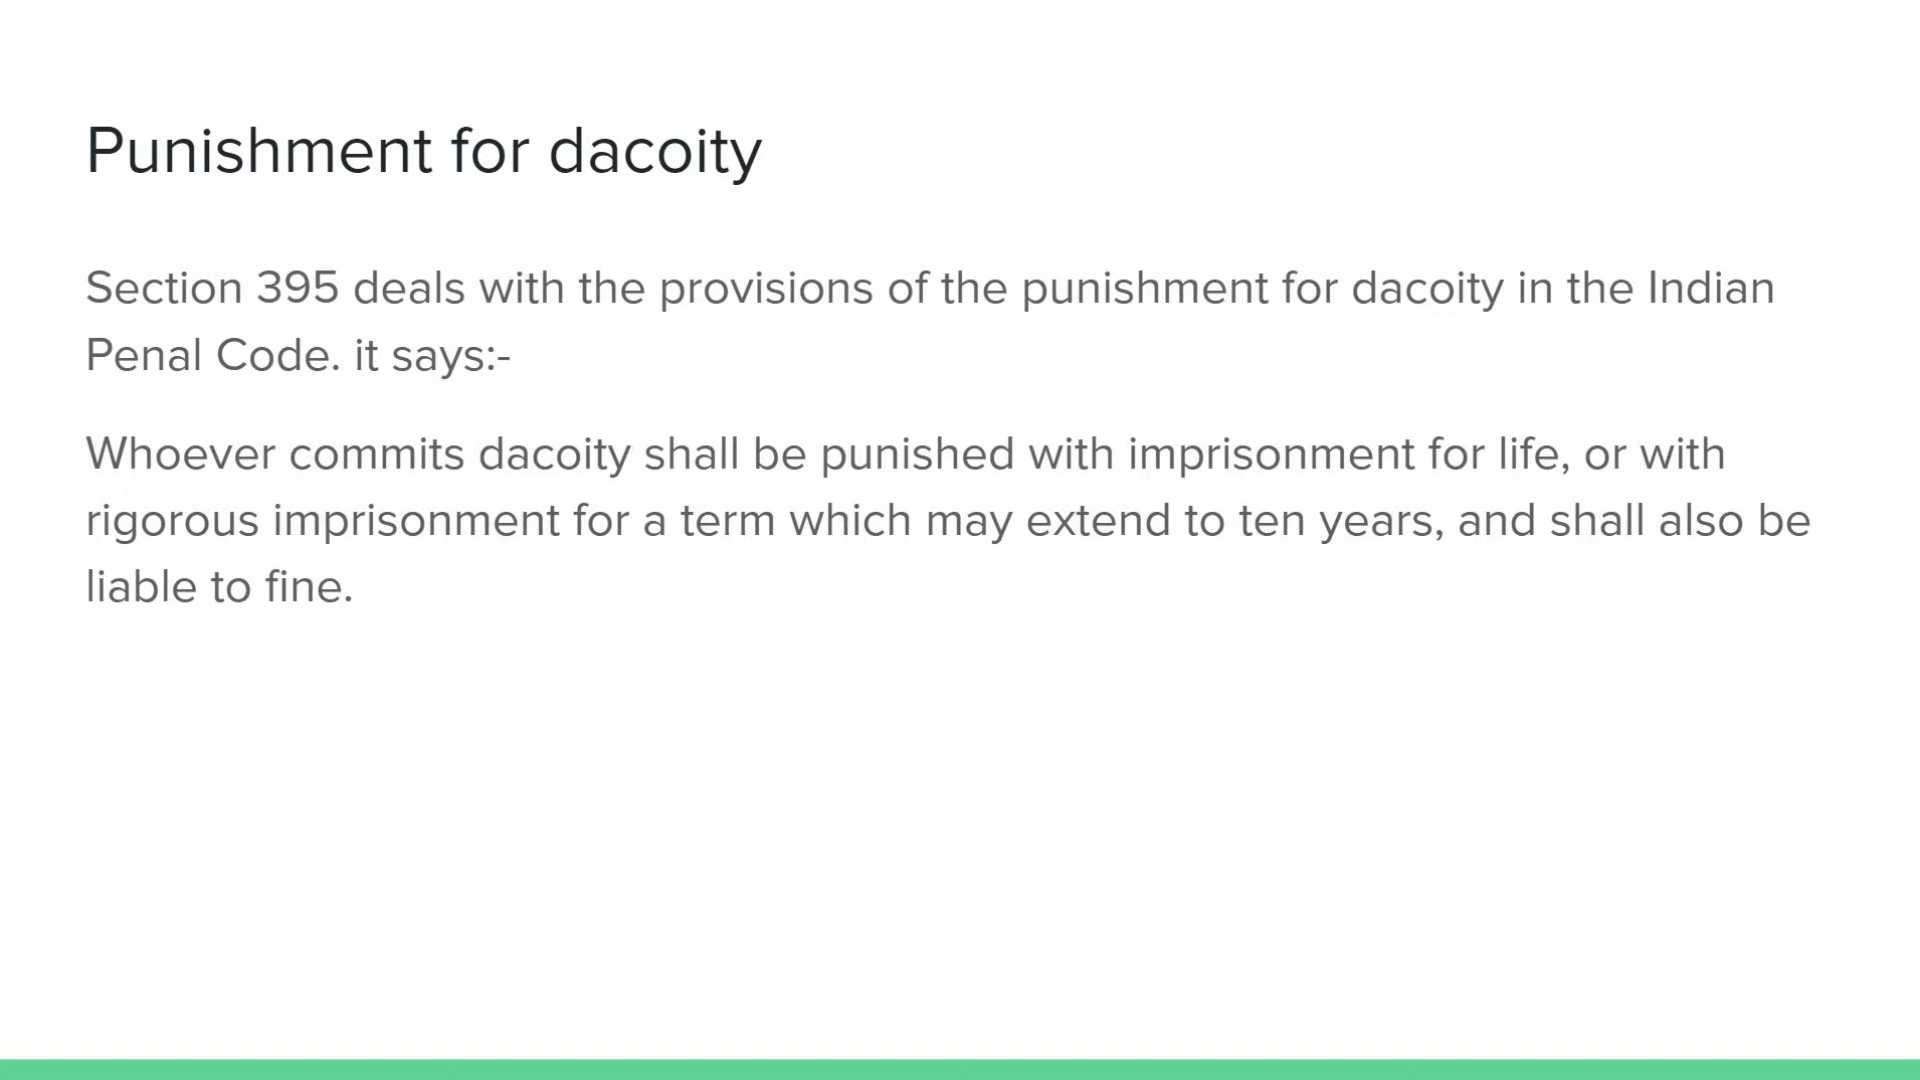 Punishment for dacoity
Section 395 deals with the provisions of the punishment for dacoity in the Indian
Penal Code. it says:-
Whoever commits dacoity shall be punished with imprisonment for life, or with
rigorous imprisonment for a term which may extend to ten years, and shall also be
liable to fine.